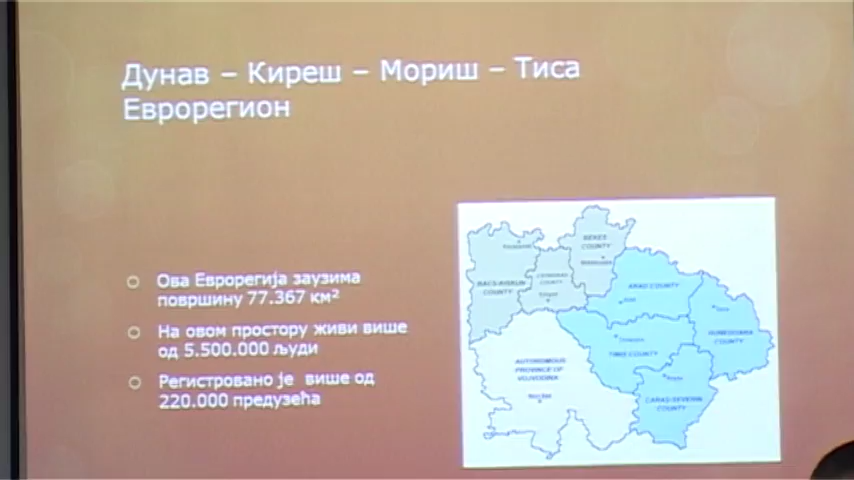 Дунав – Киреш – Мориш – Тиса
Еврорегион
Ова Еврорегија заузима
површину 77.367 км²
На овом простору живи више
од 5.500.000 људи
Регистровано је више од
220.000 предузећа
BEKES
COUNTY
BACS-KISKUN
COUNTY
COUNTY
ARAD COUNTY
HUNEDOARA
COUNTY
TIMIS COUNTY
AUTONOMOUS
PROVINCE OF
VOJVODINA
CARAS-SEVERIN
COUNTY